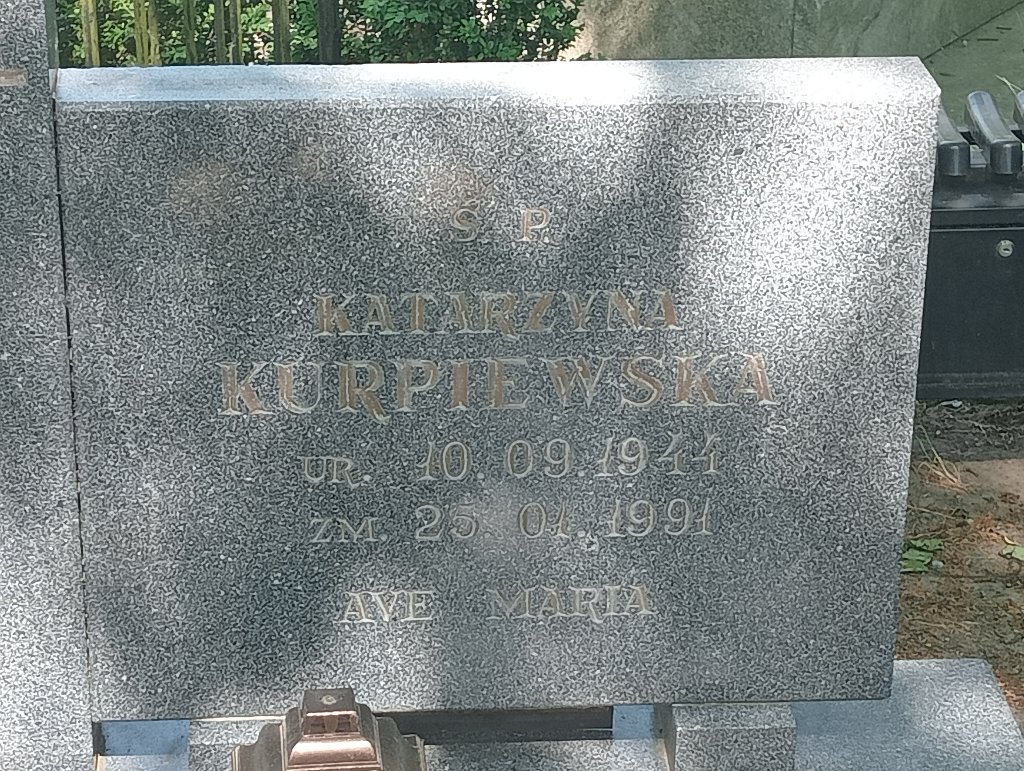 Ś. P.
KATARZYNA
KURPIEWSKA
UR. 10. 09. 1944
ZM. 25. 01. 1991
AVE MARIA